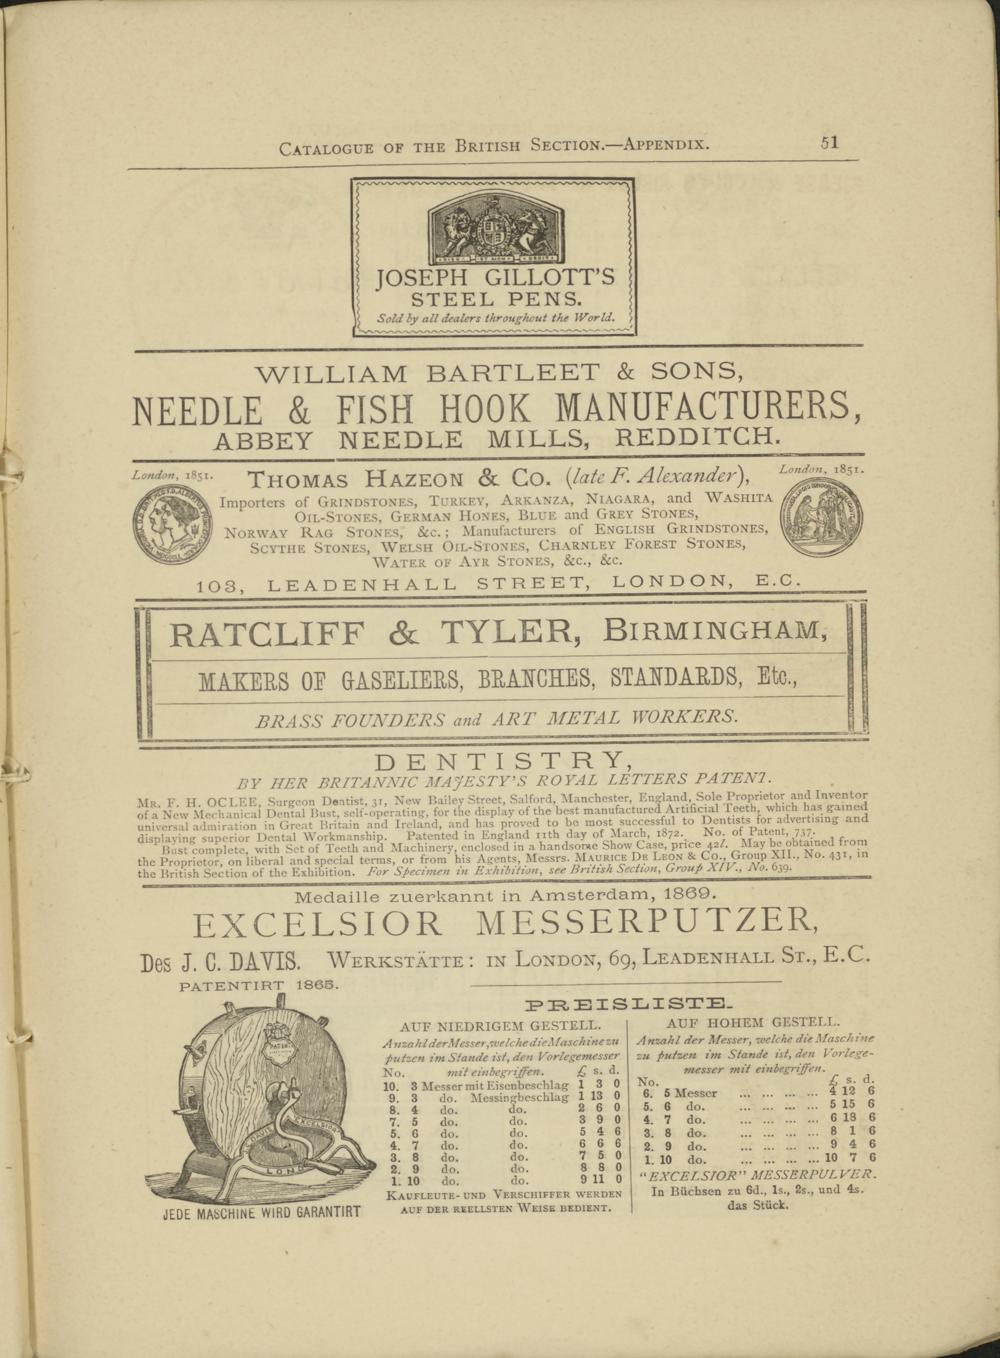 CATALOGUE OF THE BRITISH SECTION.—APPENDIX. 51
DIEU ET MON DROIT
JOSEPH GILLOTT'S
STEEL PENS.
Sold by all dealers throughout the World.
WILLIAM BARTLEET & SONS,
NEEDLE & FISH HOOK MANUFACTURERS,
ABBEY NEEDLE MILLS, REDDITCH.
London, 1851.
THOMAS HAZEON & CO. (late F. Alexander),
London, 1851.
Importers of GRINDSTONES, TURKEY, ARKANZA, NIAGARA, and WASHITA
OIL-STONES, GERMAN HONES, BLUE and GREY STONES,
NORWAY RAG STONES, &c.; Manufacturers of ENGLISH GRINDSTONES,
SCYTHE STONES, WELSH OIL-STONES, CHARNLEY FOREST STONES,
WATER OF AYR STONES, &c., &c.
103, LEADENHALL STREET, LONDON, E.C.
RATCLIFF & TYLER, BIRMINGHAM,
MAKERS OF GASELIERS, BRANCHES, STANDARDS, Etc.,
BRASS FOUNDERS and ART METAL WORKERS.
DENTISTRY,
BY HER BRITANNIC MAJESTY'S ROYAL LETTERS PATENT.
MR. F. H. OCLEE, Surgeon Dentist, 31, New Bailey Street, Salford, Manchester, England, Sole Proprietor and Inventor
of a New Mechanical Dental Bust, self-operating, for the display of the best manufactured Artificial Teeth, which has gained
universal admiration in Great Britain and Ireland, and has proved to be most successful to Dentists for advertising and
displaying superior Dental Workmanship. Patented in England 11th day of March, 1872. No. of Patent, 737.
Bust complete, with Set of Teeth and Machinery, enclosed in a handsome Show Case, price 42l. May be obtained from
the Proprietor, on liberal and special terms, or from his Agents, Messrs. MAURICE DE LEON & CO., Group XII., No. 431, in
the British Section of the Exhibition. For Specimen in Exhibition, see British Section, Group XIV., No. 639.
Medaille zuerkannt in Amsterdam, 1869.
EXCELSIOR MESSERPUTZER,
Des J. C. DAVIS. WERKSTÄTTE: IN LONDON, 69, LEADENHALL ST., E.C.
PATENTIRT 1865.
PATENT
DAVIS EXCELSIOR
LOND
JEDE MASCHINE WIRD GARANTIRT
PREISLISTE.
AUF NIEDRIGEM GESTELL.
Anzahl der Messer, welche die Maschine zu
putzen im Stande ist, den Vorlegemesser
mit einbegriffen.
No. £ s. d.
10. 3 Messer mit Eisenbeschlag 1 3 0
9. 3 do. Messingbeschlag 1 13 0
8. 4 do. do. 2 6 0
7. 5 do. do. 3 9 0
5. 6 do. do. 5 4 6
4. 7 do. do. 6 6 6
3. 8 do. do. 7 5 0
2. 9 do. do. 8 8 0
1. 10 do. do. 9 11 0
KAUFLEUTE- UND VERSCHIFFER WERDEN
AUF DER REELLSTEN WEISE BEDIENT.
AUF HOHEM GESTELL.
Anzahl der Messer, welche die Maschine
zu putzen im Stande ist, den Vorlege-
messer mit einbegriffen.
No. £ s. d.
6. 5 Messer ... ... ... ... 4 12 6
5. 6 do. ... ... ... ... 5 15 6
4. 7 do. ... ... ... ... 6 18 6
3. 8 do. ... ... ... ... 8 1 6
2. 9 do. ... ... ... ... 9 4 6
1. 10 do. ... ... ... ... 10 7 6
"EXCELSIOR" MESSERPULVER.
In Büchsen zu 6d., 1s., 2s., und 4s.
das Stück.